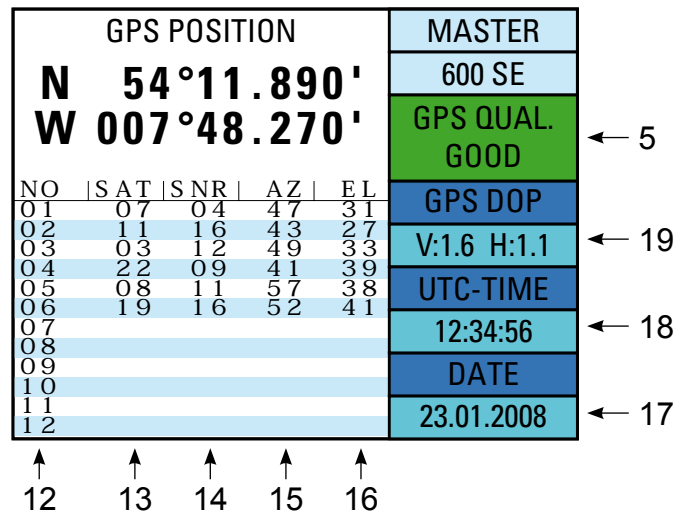 GPS POSITION
N 54°11.890'
W 007°48.270'
NO |SAT|SNR| AZ| EL
01 07 04 47 31
02 11 16 43 27
03 03 12 49 33
04 22 09 41 39
05 08 11 57 38
06 19 16 52 41
07
08
09
10
11
12
MASTER
600 SE
GPS QUAL.
GOOD
GPS DOP
V:1.6 H:1.1
UTC-TIME
12:34:56
DATE
23.01.2008
5
19
18
17
12 13 14 15 16